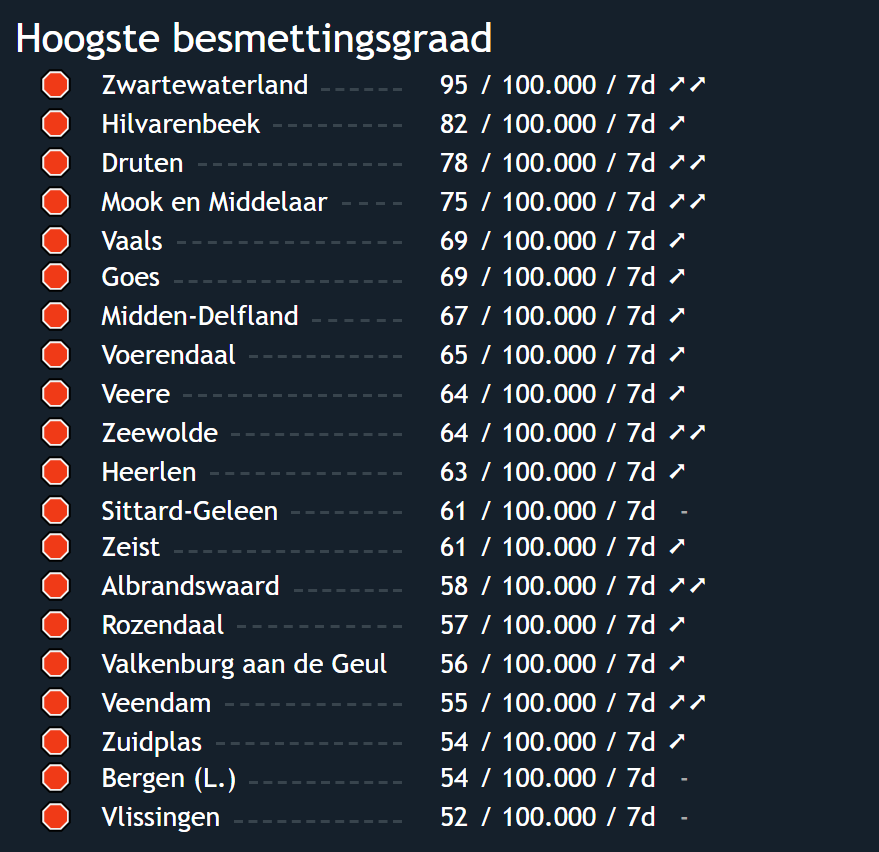 Hoogste besmettingsgraad
Zwartewaterland ------ 95 / 100.000 / 7d ➚➚
Hilvarenbeek --------- 82 / 100.000 / 7d ➚
Druten -------------- 78 / 100.000 / 7d ➚➚
Mook en Middelaar ---- 75 / 100.000 / 7d ➚➚
Vaals --------------- 69 / 100.000 / 7d ➚
Goes --------------- 69 / 100.000 / 7d ➚
Midden-Delfland ------ 67 / 100.000 / 7d ➚
Voerendaal ---------- 65 / 100.000 / 7d ➚
Veere -------------- 64 / 100.000 / 7d ➚
Zeewolde ----------- 64 / 100.000 / 7d ➚➚
Heerlen ------------- 63 / 100.000 / 7d ➚
Sittard-Geleen ------- 61 / 100.000 / 7d -
Zeist --------------- 61 / 100.000 / 7d ➚
Albrandswaard ------- 58 / 100.000 / 7d ➚➚
Rozendaal ----------- 57 / 100.000 / 7d ➚
Valkenburg aan de Geul 56 / 100.000 / 7d ➚
Veendam ------------ 55 / 100.000 / 7d ➚➚
Zuidplas ------------ 54 / 100.000 / 7d ➚
Bergen (L.) ---------- 54 / 100.000 / 7d -
Vlissingen ----------- 52 / 100.000 / 7d -